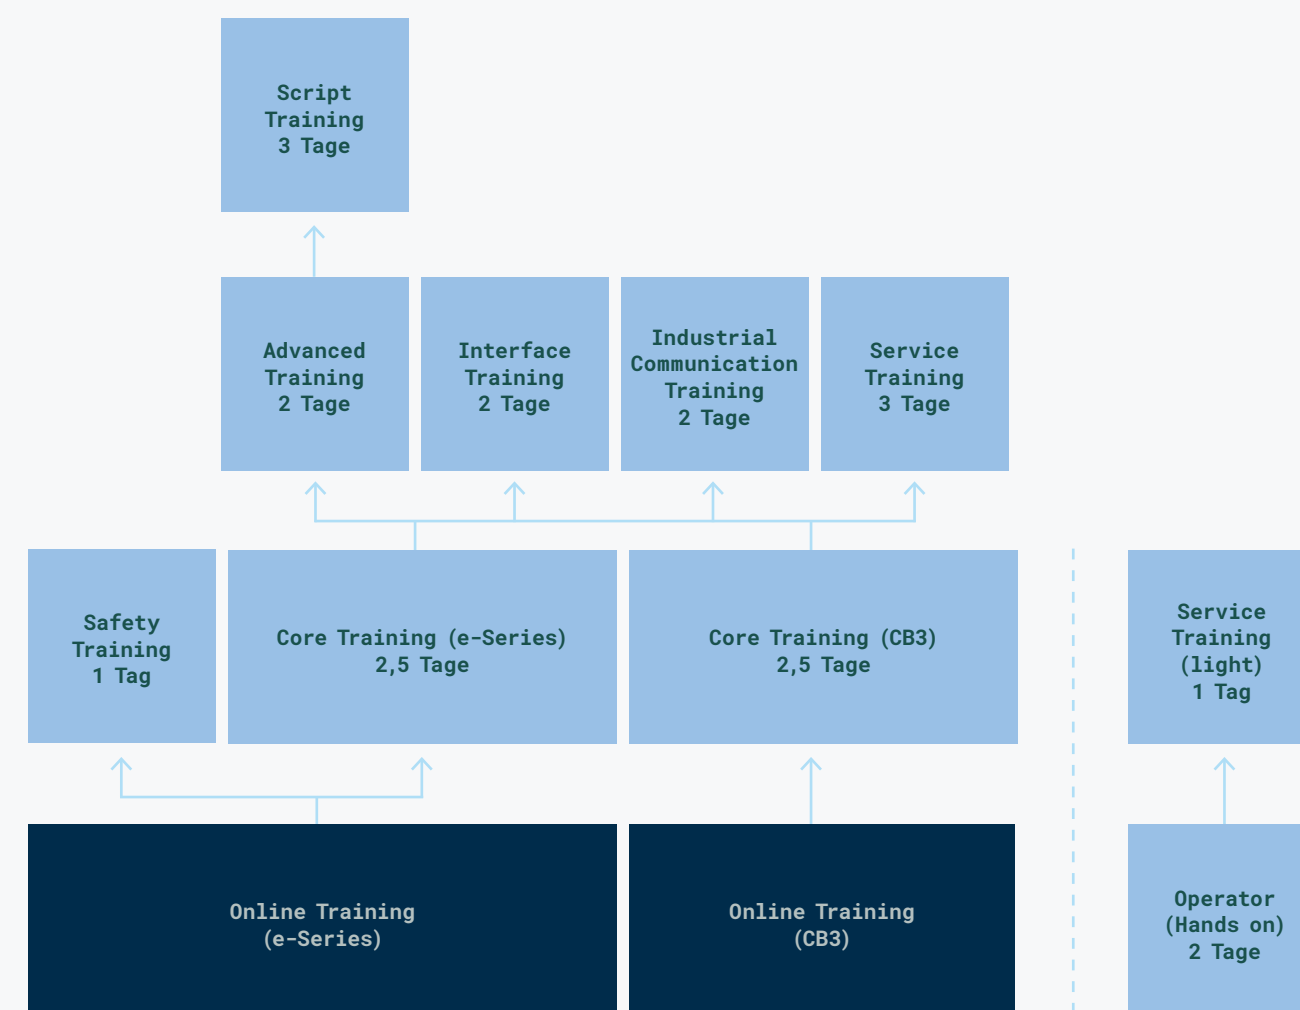 Script
Training
3 Tage
Advanced
Training
2 Tage
Interface
Training
2 Tage
Industrial
Communication
Training
2 Tage
Service
Training
3 Tage
Safety
Training
1 Tag
Core Training (e-Series)
2,5 Tage
Core Training (CB3)
2,5 Tage
Service
Training
(light)
1 Tag
Online Training
(e-Series)
Online Training
(CB3)
Operator
(Hands on)
2 Tage